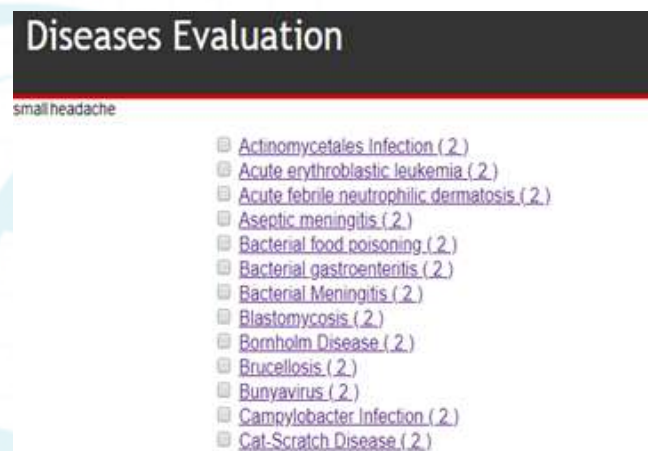 Diseases Evaluation
small headache
Actinomycetales Infection ( 2 )
Acute erythroblastic leukemia ( 2 )
Acute febrile neutrophilic dermatosis ( 2 )
Aseptic meningitis ( 2 )
Bacterial food poisoning ( 2 )
Bacterial gastroenteritis ( 2 )
Bacterial Meningitis ( 2 )
Blastomycosis ( 2 )
Bornholm Disease ( 2 )
Brucellosis ( 2 )
Bunyavirus ( 2 )
Campylobacter Infection ( 2 )
Cat-Scratch Disease ( 2 )